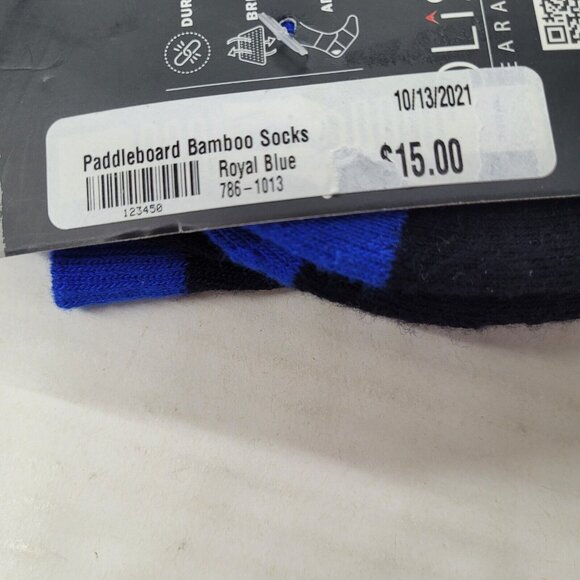 10/13/2021
Paddleboard Bamboo Socks
Royal Blue
$15.00
786-1013
123450